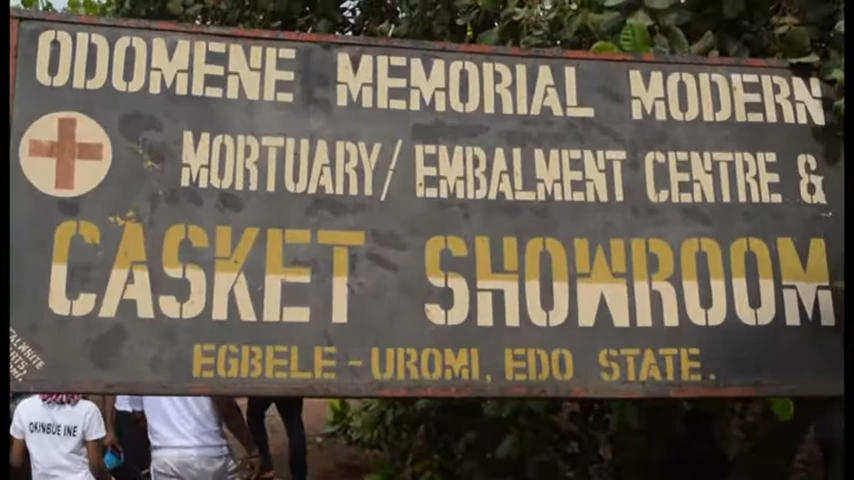 ODOMENE MEMORIAL MODERN
MORTUARY/ EMBALMENT CENTRE &
CASKET SHOWROOM
EGBELE - UROMI, EDO STATE.
OKINBUE INE